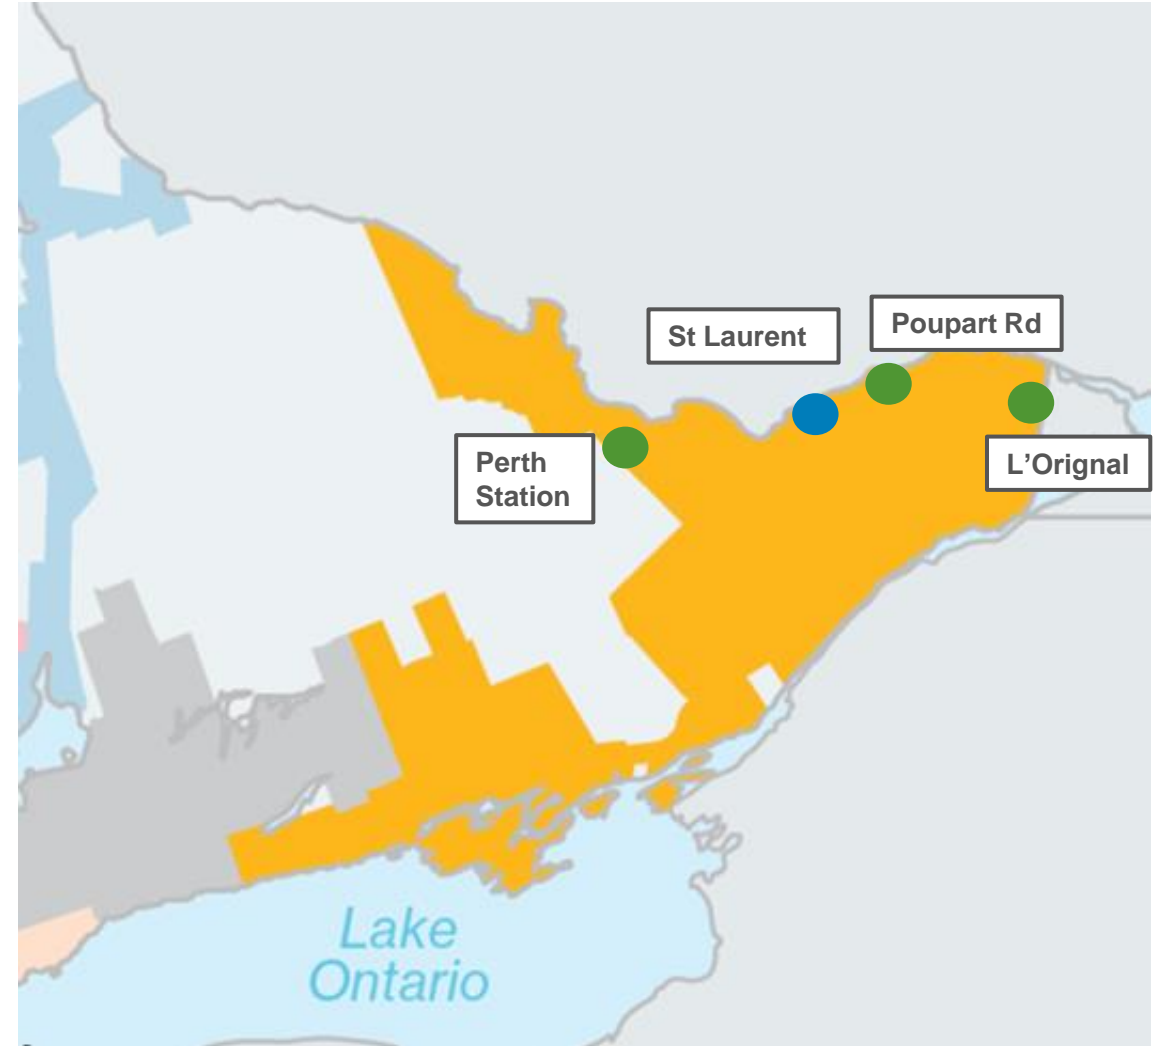 Poupart Rd
St Laurent
Perth
Station
L’Orignal
Lake
Ontario